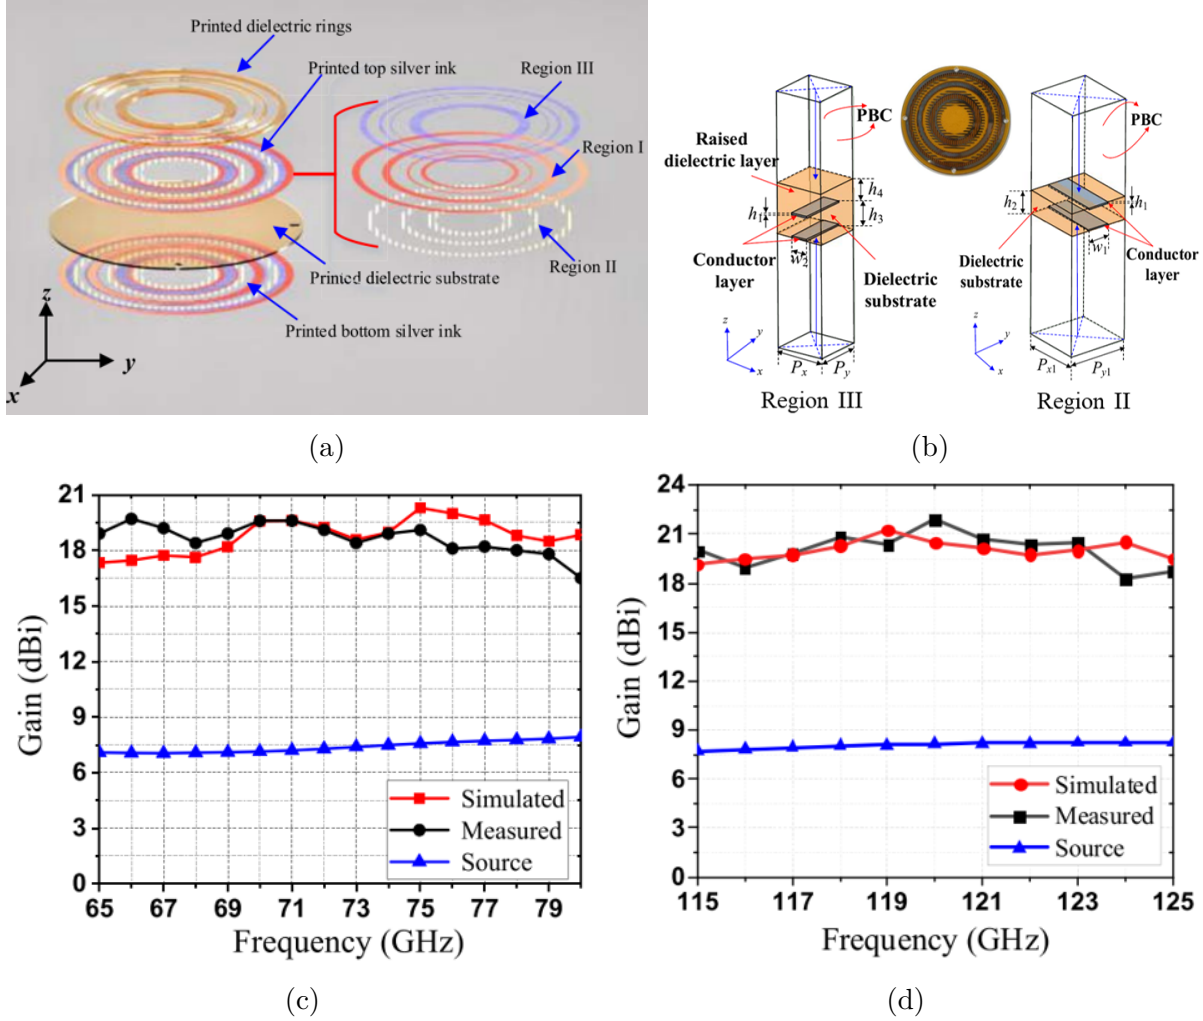 Printed dielectric rings
Printed top silver ink
Region III
Region I
Region II
Printed dielectric substrate
Printed bottom silver ink
z
y
x
(a)
PBC
PBC
Raised
dielectric layer
h4
h1
h3
h2
h1
w2
w1
Conductor
layer
Dielectric
substrate
Dielectric
substrate
Conductor
layer
z
y
x
z
y
x
Px
Py
Px1
Py1
Region III
Region II
(b)
21
18
15
12
9
6
3
0
Gain (dBi)
Simulated
Measured
Source
65
67
69
71
73
75
77
79
Frequency (GHz)
(c)
24
21
18
15
12
9
6
3
0
Gain (dBi)
Simulated
Measured
Source
115
117
119
121
123
125
Frequency (GHz)
(d)